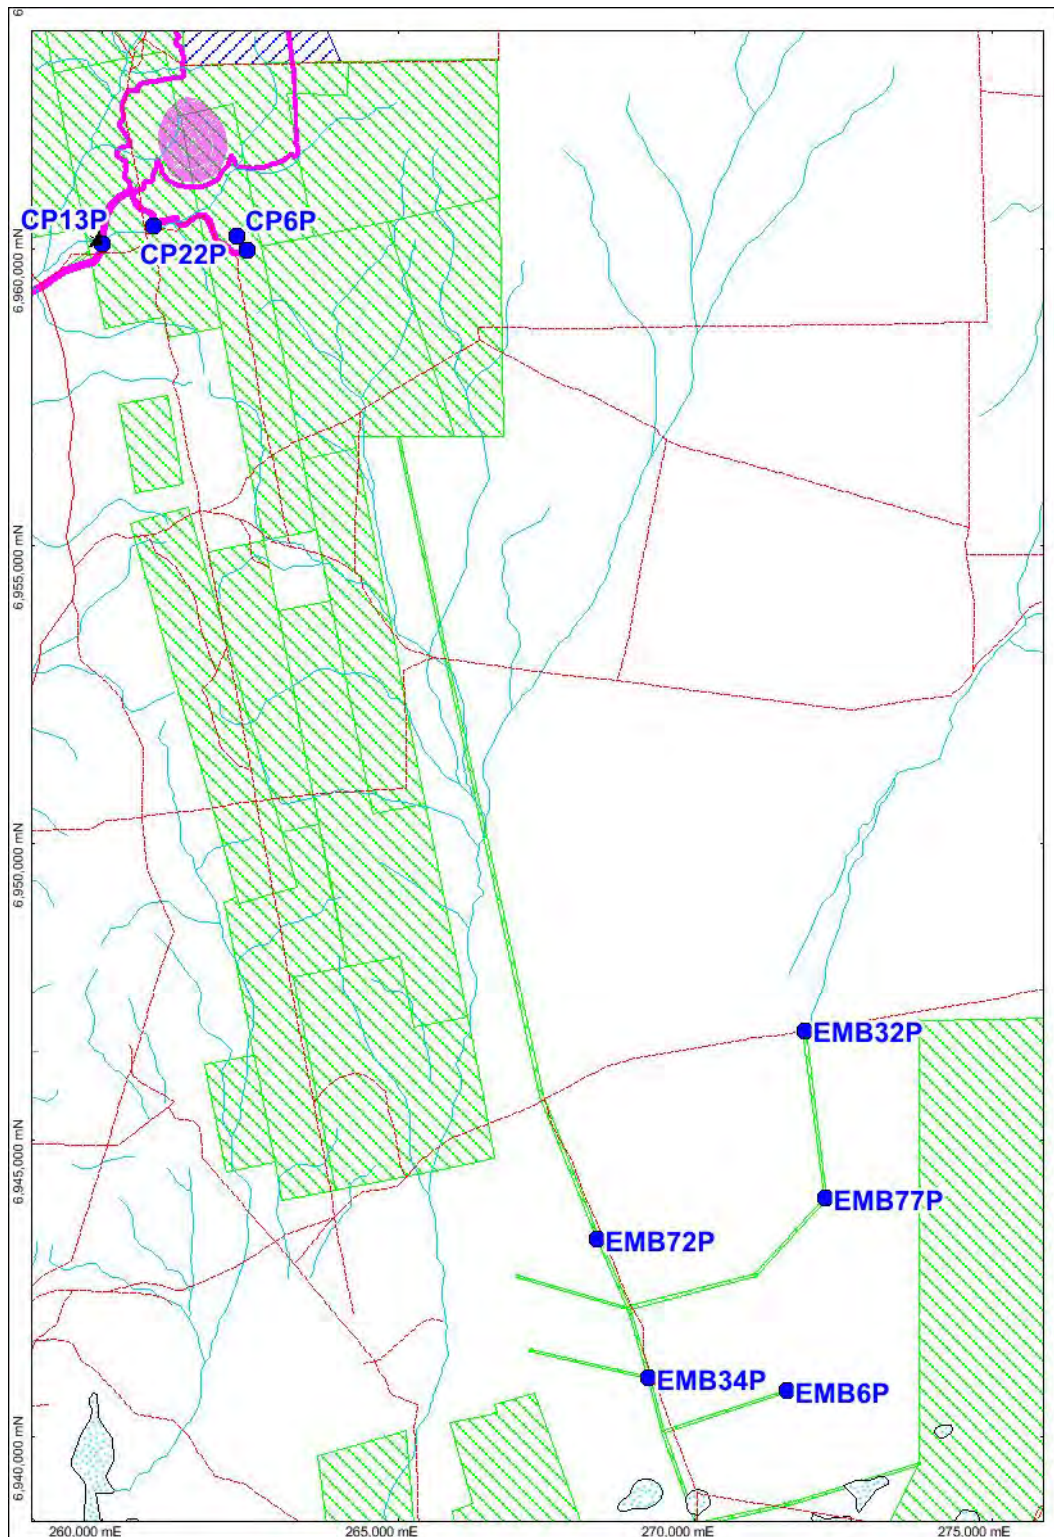 6
CP13P
CP6P
CP22P
6,960,000 mN
6,955,000 mN
6,950,000 mN
EMB32P
6,945,000 mN
EMB77P
EMB72P
EMB34P
EMB6P
6,940,000 mN
260,000 mE
265,000 mE
270,000 mE
275,000 mE